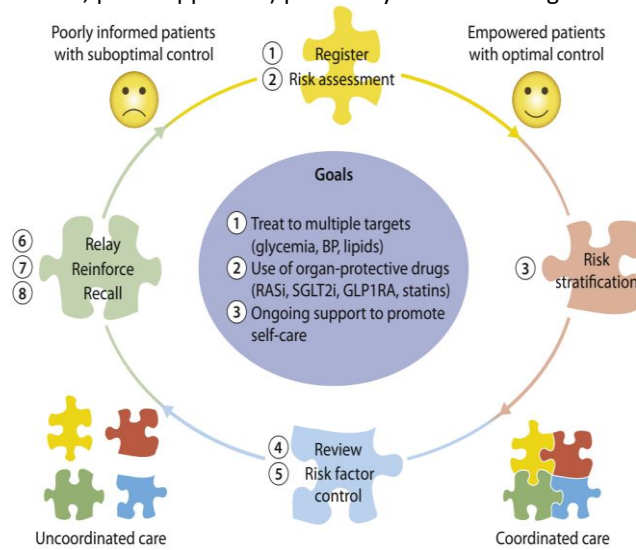 Poorly informed patients
with suboptimal control
① Register
② Risk assessment
Empowered patients
with optimal control
Goals
① Treat to multiple targets
(glycemia, BP, lipids)
② Use of organ-protective drugs
(RASi, SGLT2i, GLP1RA, statins)
③ Ongoing support to promote
self-care
⑥ Relay
⑦ Reinforce
⑧ Recall
③ Risk
stratification
④ Review
⑤ Risk factor
control
Uncoordinated care
Coordinated care